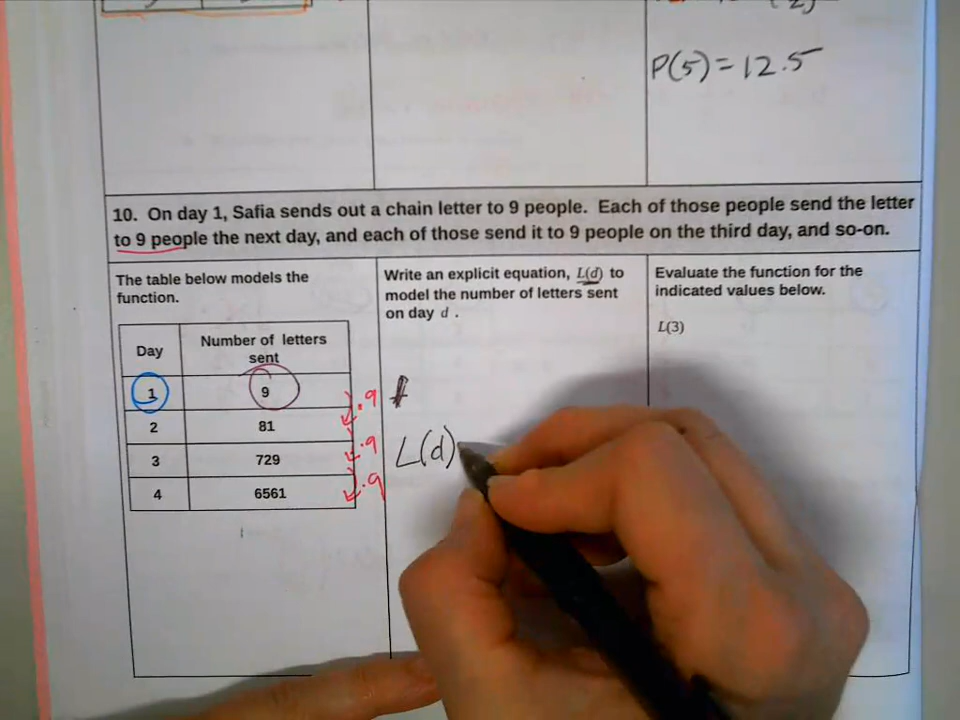 P(5) = 12.5
10. On day 1, Safia sends out a chain letter to 9 people. Each of those people send the letter
to 9 people the next day, and each of those send it to 9 people on the third day, and so-on.
The table below models the
function.
Day Number of letters
sent
1 9
2 81
3 729
4 6561
·9
·9
·9
Write an explicit equation, L(d) to
model the number of letters sent
on day d .
L(d)
Evaluate the function for the
indicated values below.
L(3)